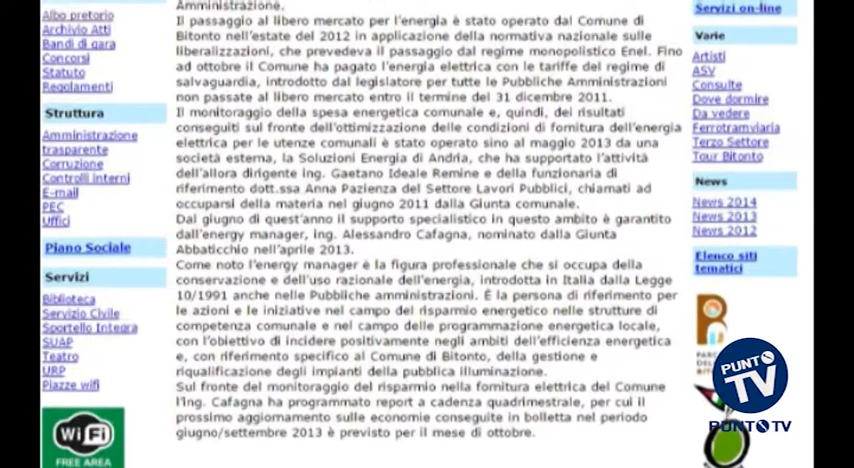 Albo pretorio
Archivio Atti
Bandi di gara
Concorsi
Statuto
Regolamenti
Struttura
Amministrazione
trasparente
Corruzione
Controlli interni
E-mail
PEC
Uffici
Piano Sociale
Servizi
Biblioteca
Servizio Civile
Sportello Integra
SUAP
Teatro
URP
Piazze wifi
WiFi
FREE AREA
Amministrazione.
Il passaggio al libero mercato per l'energia è stato operato dal Comune di
Bitonto nell'estate del 2012 in applicazione della normativa nazionale sulle
liberalizzazioni, che prevedeva il passaggio dal regime monopolistico Enel. Fino
ad ottobre il Comune ha pagato l'energia elettrica con le tariffe del regime di
salvaguardia, introdotto dal legislatore per tutte le Pubbliche Amministrazioni
non passate al libero mercato entro il termine del 31 dicembre 2011.
Il monitoraggio della spesa energetica comunale e, quindi, dei risultati
conseguiti sul fronte dell'ottimizzazione delle condizioni di fornitura dell'energia
elettrica per le utenze comunali è stato operato sino al maggio 2013 da una
società esterna, la Soluzioni Energia di Andria, che ha supportato l'attività
dell'allora dirigente ing. Gaetano Ideale Remine e della funzionaria di
riferimento dott.ssa Anna Pazienza del Settore Lavori Pubblici, chiamati ad
occuparsi della materia nel giugno 2011 dalla Giunta comunale.
Dal giugno di quest'anno il supporto specialistico in questo ambito è garantito
dall'energy manager, ing. Alessandro Cafagna, nominato dalla Giunta
Abbaticchio nell'aprile 2013.
Come noto l'energy manager è la figura professionale che si occupa della
conservazione e dell'uso razionale dell'energia, introdotta in Italia dalla Legge
10/1991 anche nelle Pubbliche amministrazioni. É la persona di riferimento per
le azioni e le iniziative nel campo del risparmio energetico nelle strutture di
competenza comunale e nel campo delle programmazione energetica locale,
con l'obiettivo di incidere positivamente negli ambiti dell'efficienza energetica
e, con riferimento specifico al Comune di Bitonto, della gestione e
riqualificazione degli impianti della pubblica illuminazione.
Sul fronte del monitoraggio del risparmio nella fornitura elettrica del Comune
l'ing. Cafagna ha programmato report a cadenza quadrimestrale, per cui il
prossimo aggiornamento sulle economie conseguite in bolletta nel periodo
giugno/settembre 2013 è previsto per il mese di ottobre.
Servizi on-line
Varie
Artisti
ASV
Consulte
Dove dormire
Da vedere
Ferrotramviaria
Terzo Settore
Tour Bitonto
News
News 2014
News 2013
News 2012
Elenco siti
tematici
PUNTO
TV
PUNTO TV